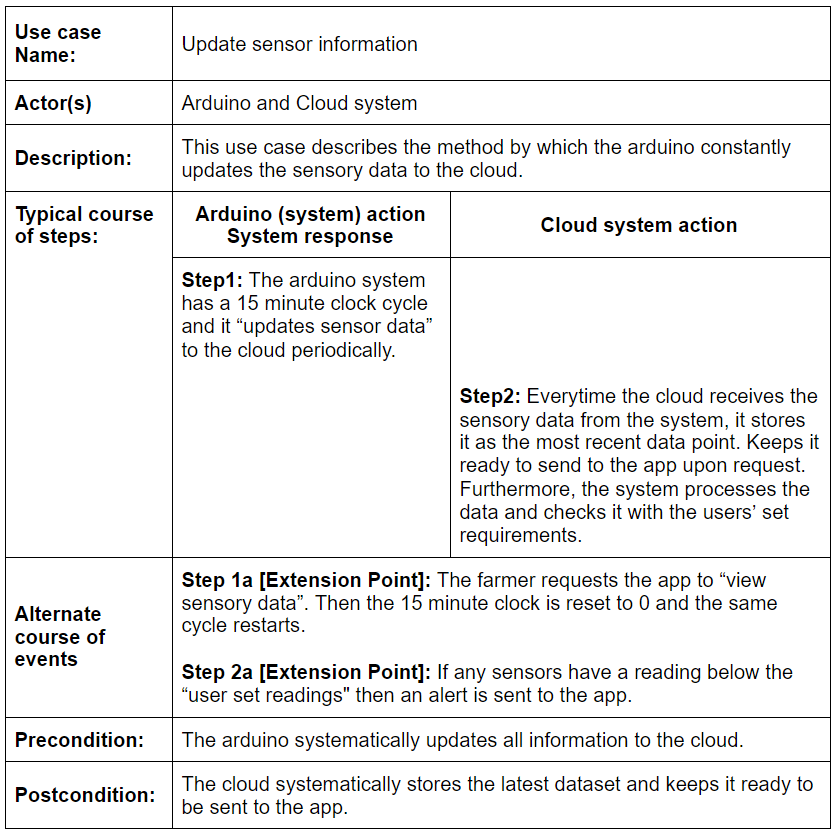 Use case
Name:
Update sensor information
Actor(s)
Arduino and Cloud system
Description:
This use case describes the method by which the arduino constantly
updates the sensory data to the cloud.
Typical course
of steps:
Arduino (system) action
System response
Cloud system action
Step1: The arduino system
has a 15 minute clock cycle
and it “updates sensor data”
to the cloud periodically.
Step2: Everytime the cloud receives the
sensory data from the system, it stores
it as the most recent data point. Keeps it
ready to send to the app upon request.
Furthermore, the system processes the
data and checks it with the users’ set
requirements.
Alternate
course of
events
Step 1a [Extension Point]: The farmer requests the app to “view
sensory data”. Then the 15 minute clock is reset to 0 and the same
cycle restarts.
Step 2a [Extension Point]: If any sensors have a reading below the
“user set readings" then an alert is sent to the app.
Precondition:
The arduino systematically updates all information to the cloud.
Postcondition:
The cloud systematically stores the latest dataset and keeps it ready to
be sent to the app.